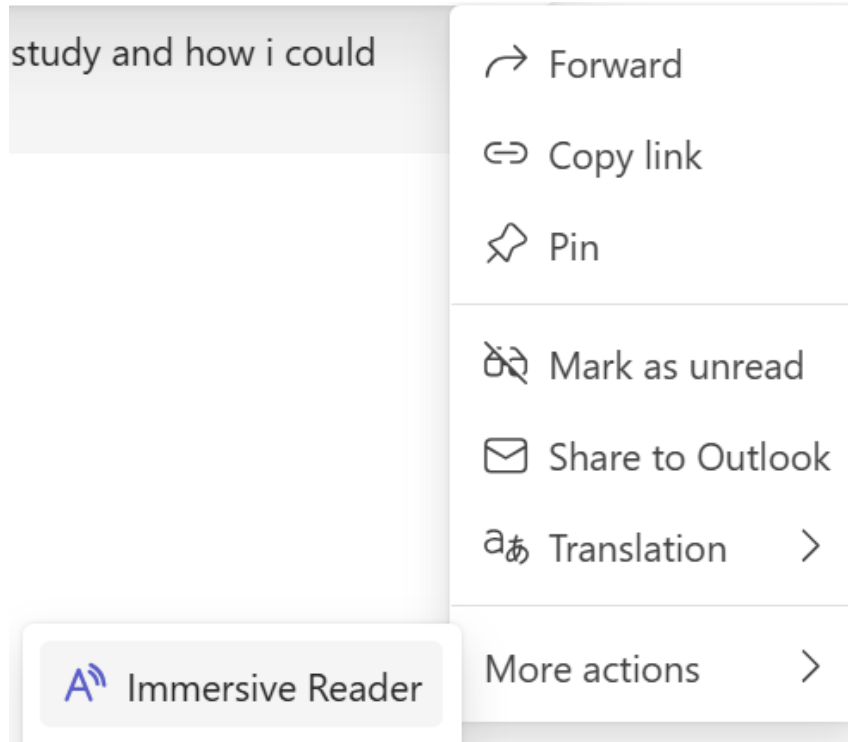 study and how i could
Forward
Copy link
Pin
Mark as unread
Share to Outlook
Translation
More actions
Immersive Reader